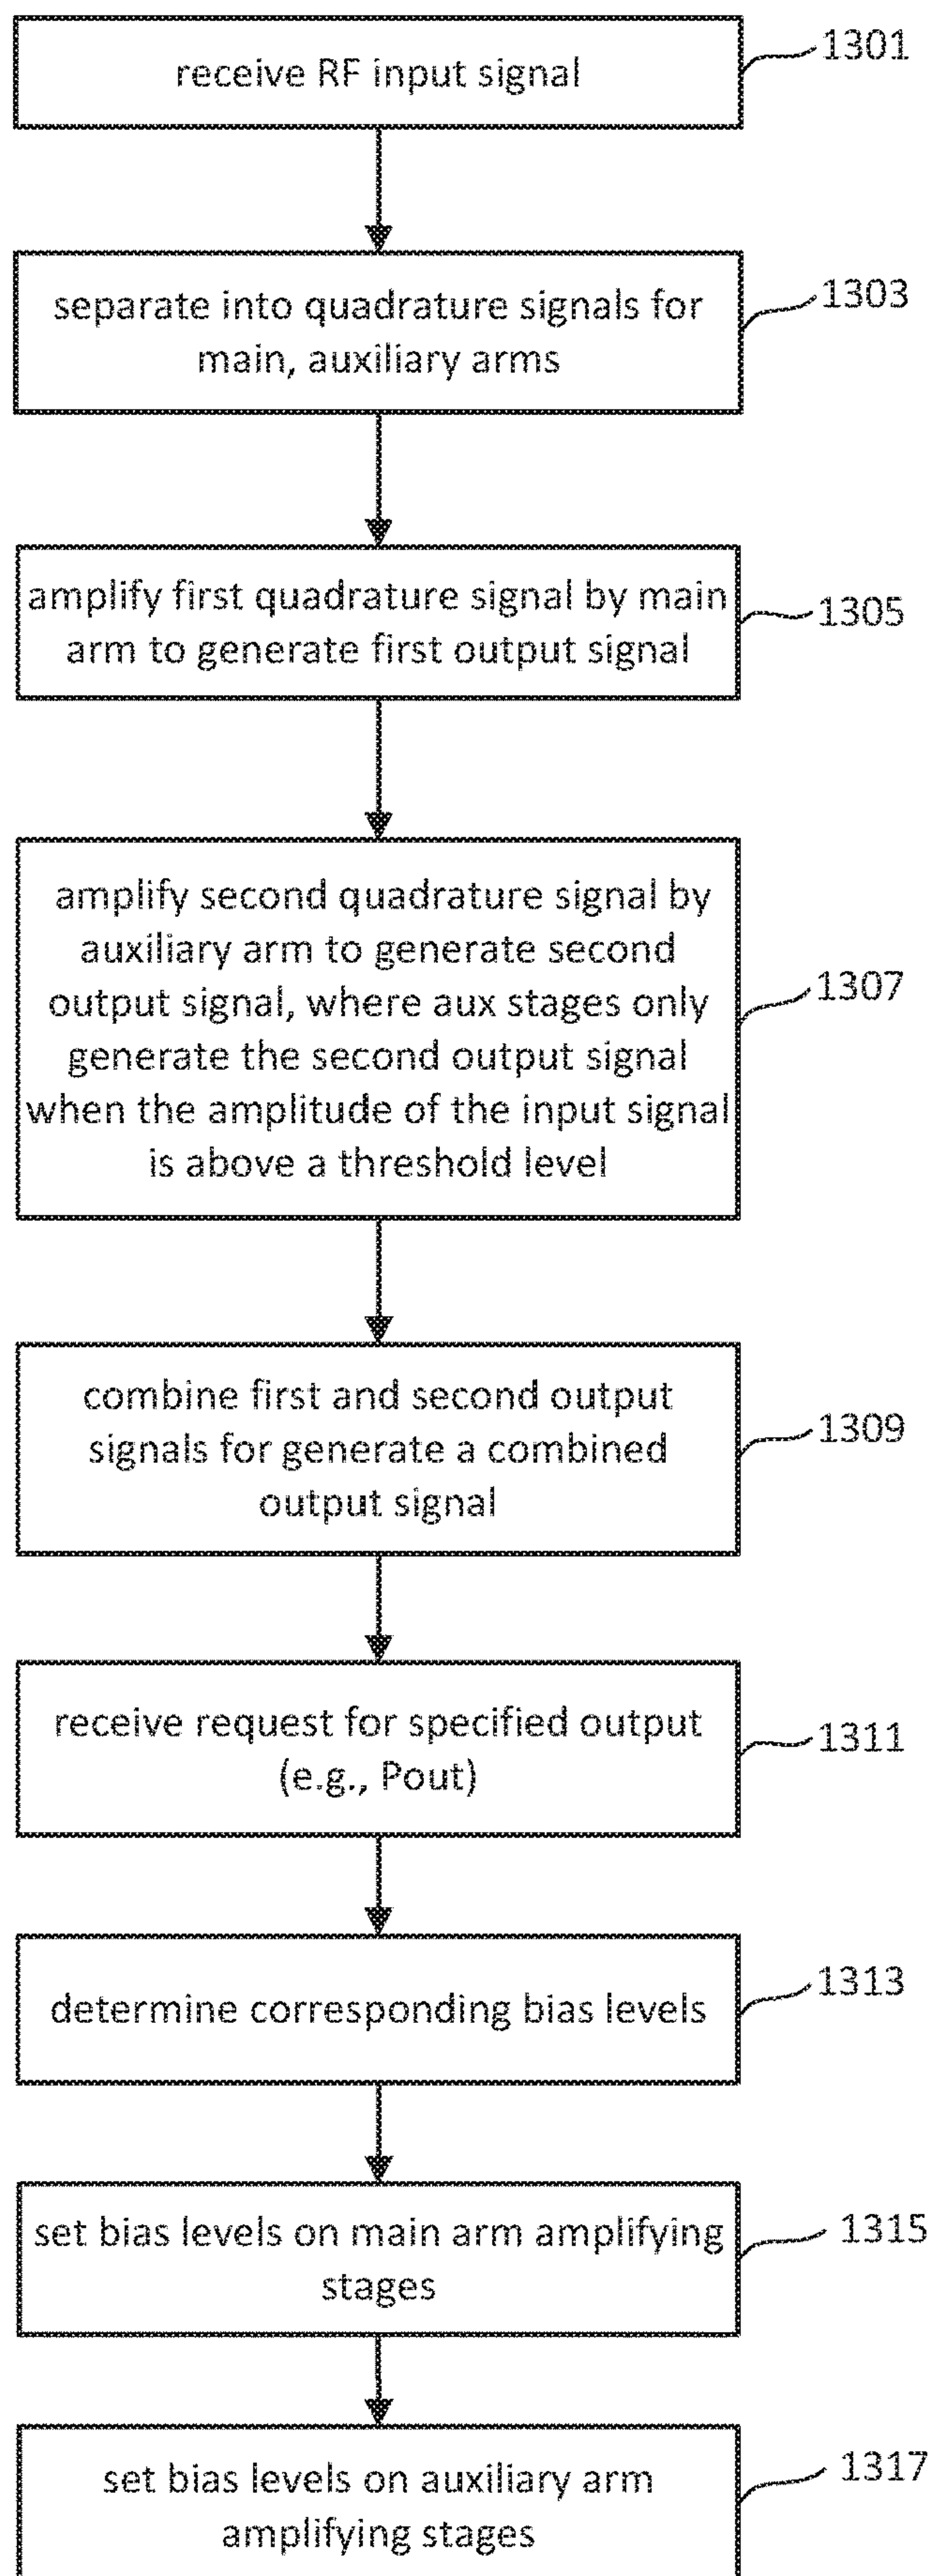 receive RF input signal
1301
separate into quadrature signals for
main, auxiliary arms
1303
amplify first quadrature signal by main
arm to generate first output signal
1305
amplify second quadrature signal by
auxiliary arm to generate second
output signal, where aux stages only
generate the second output signal
when the amplitude of the input signal
is above a threshold level
1307
combine first and second output
signals for generate a combined
output signal
1309
receive request for specified output
(e.g., Pout)
1311
determine corresponding bias levels
1313
set bias levels on main arm amplifying
stages
1315
set bias levels on auxiliary arm
amplifying stages
1317